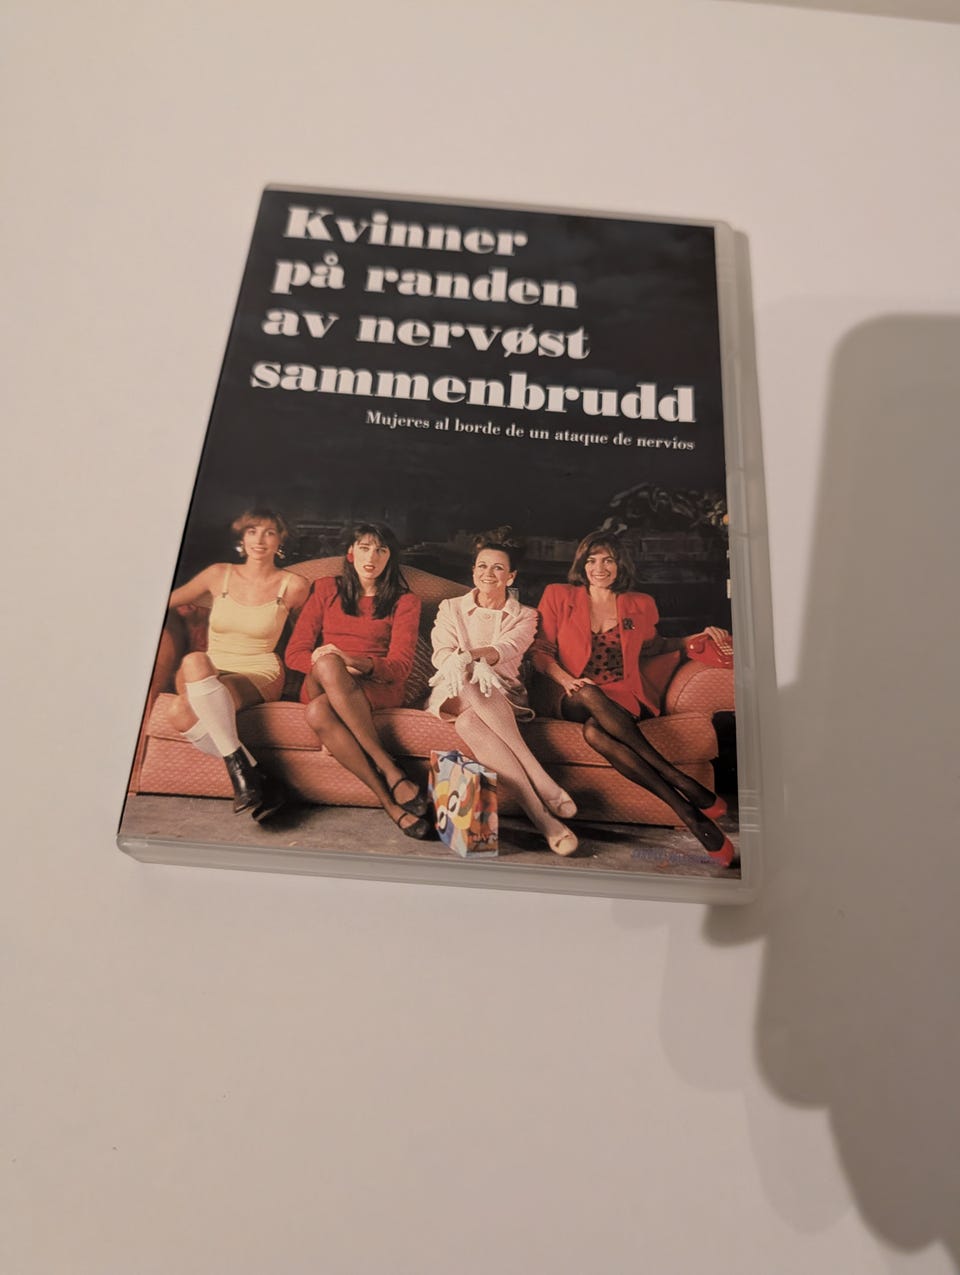 Kvinner
på randen
av nervøst
sammenbrudd
Mujeres al borde de un ataque de nervios